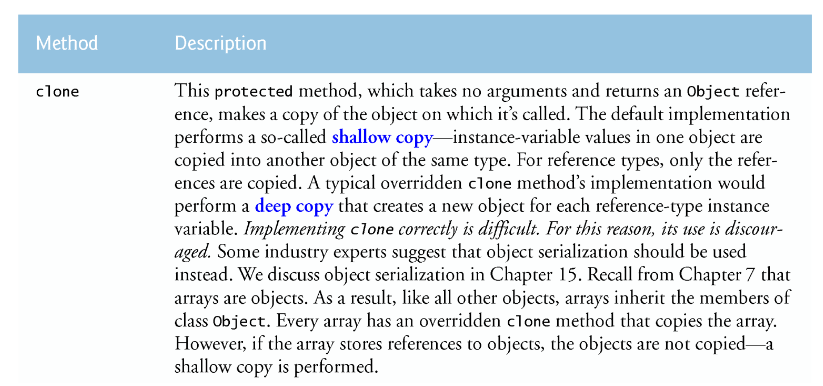 Method Description
clone This protected method, which takes no arguments and returns an Object refer-
ence, makes a copy of the object on which it's called. The default implementation
performs a so-called shallow copy—instance-variable values in one object are
copied into another object of the same type. For reference types, only the refer-
ences are copied. A typical overridden clone method's implementation would
perform a deep copy that creates a new object for each reference-type instance
variable. Implementing clone correctly is difficult. For this reason, its use is discour-
aged. Some industry experts suggest that object serialization should be used
instead. We discuss object serialization in Chapter 15. Recall from Chapter 7 that
arrays are objects. As a result, like all other objects, arrays inherit the members of
class Object. Every array has an overridden clone method that copies the array.
However, if the array stores references to objects, the objects are not copied—a
shallow copy is performed.